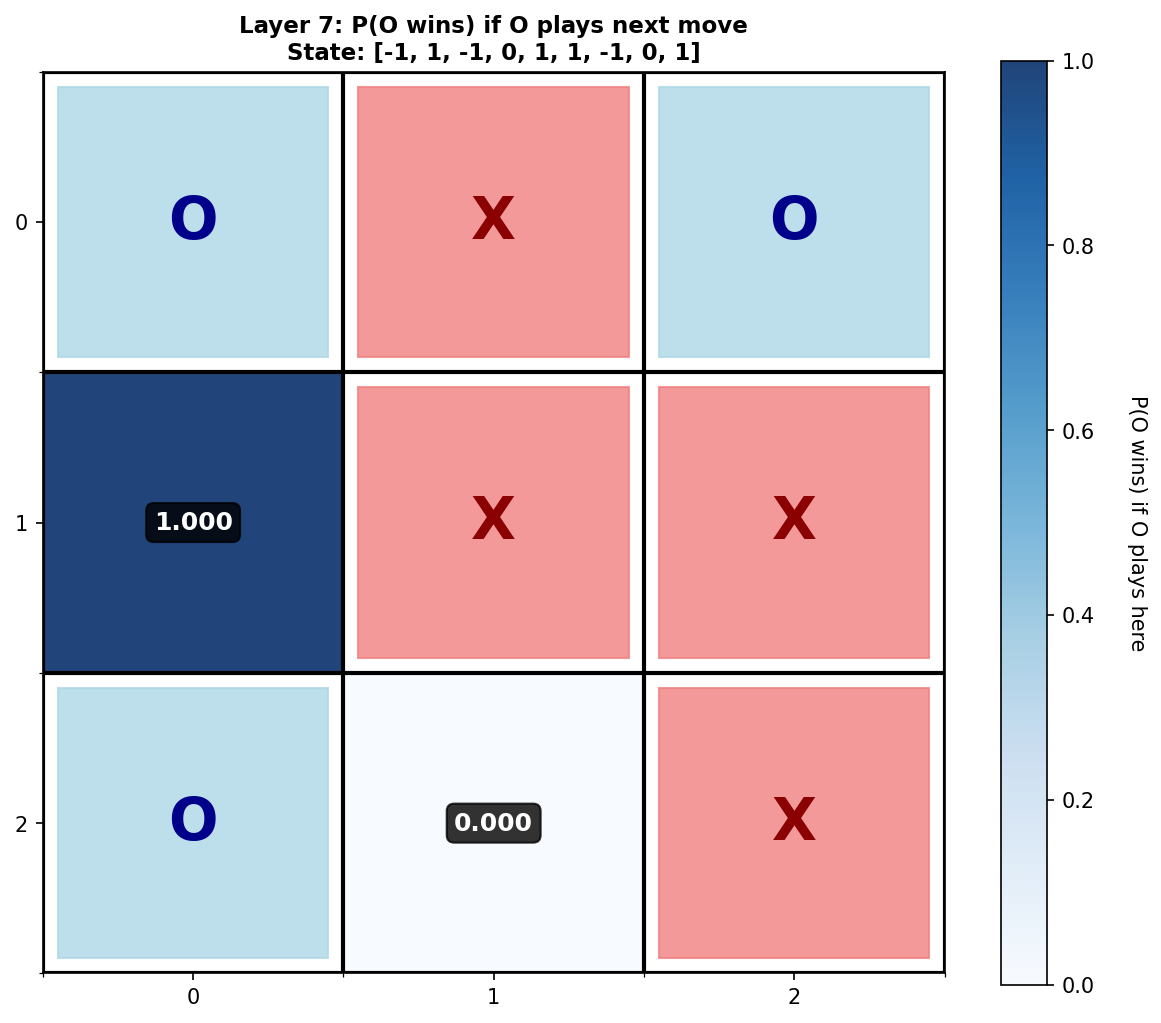 Layer 7: P(O wins) if O plays next move
State: [-1, 1, -1, 0, 1, 1, -1, 0, 1]
O X O
1.000 X X
O 0.000 X
0
1
2
0 1 2
1.0
0.8
0.6
0.4
0.2
0.0
P(O wins) if O plays here